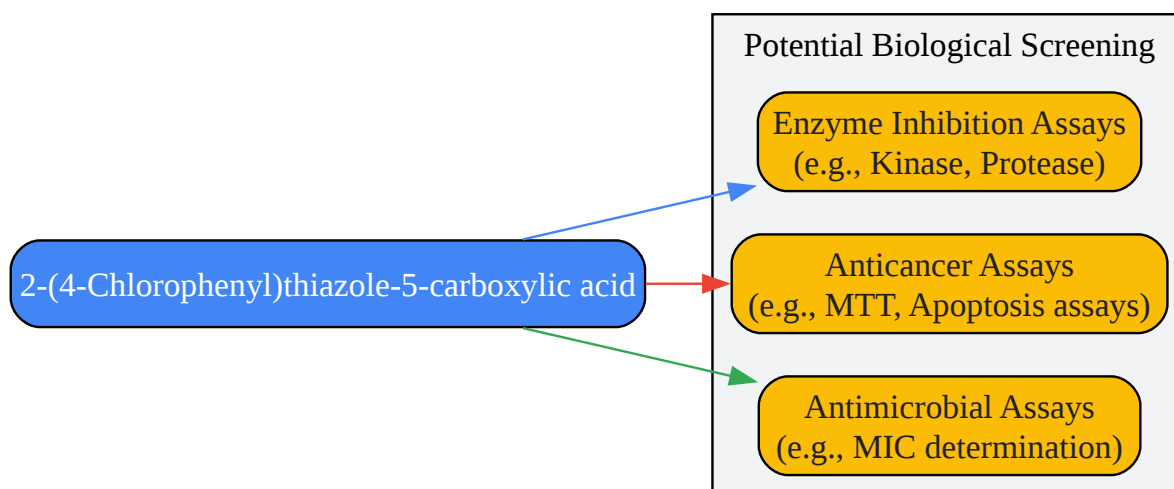 Potential Biological Screening
Enzyme Inhibition Assays
(e.g., Kinase, Protease)
2-(4-Chlorophenyl)thiazole-5-carboxylic acid
Anticancer Assays
(e.g., MTT, Apoptosis assays)
Antimicrobial Assays
(e.g., MIC determination)